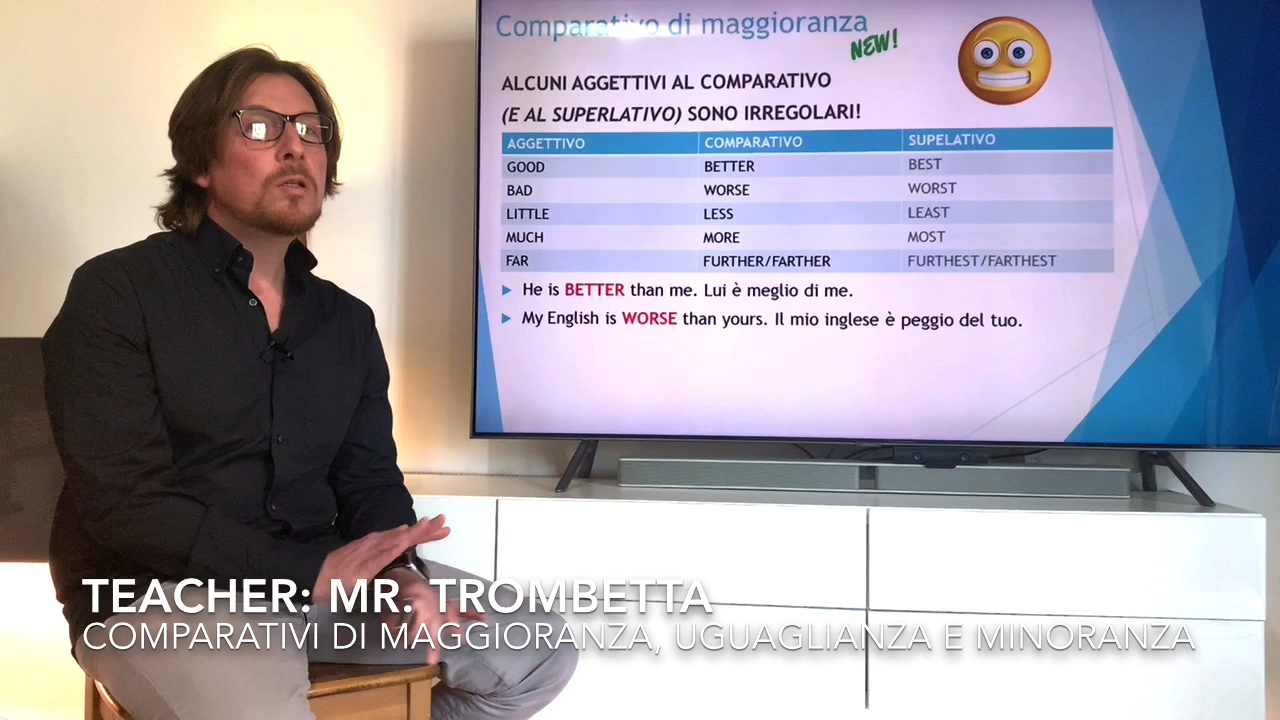 Comparativo di maggioranza
NEW!
ALCUNI AGGETTIVI AL COMPARATIVO
(E AL SUPERLATIVO) SONO IRREGOLARI!
AGGETTIVO COMPARATIVO SUPELATIVO
GOOD BETTER BEST
BAD WORSE WORST
LITTLE LESS LEAST
MUCH MORE MOST
FAR FURTHER/FARTHER FURTHEST/FARTHEST
He is BETTER than me. Lui è meglio di me.
My English is WORSE than yours. Il mio inglese è peggio del tuo.
TEACHER: MR. TROMBETTA
COMPARATIVI DI MAGGIORANZA, UGUAGLIANZA E MINORANZA